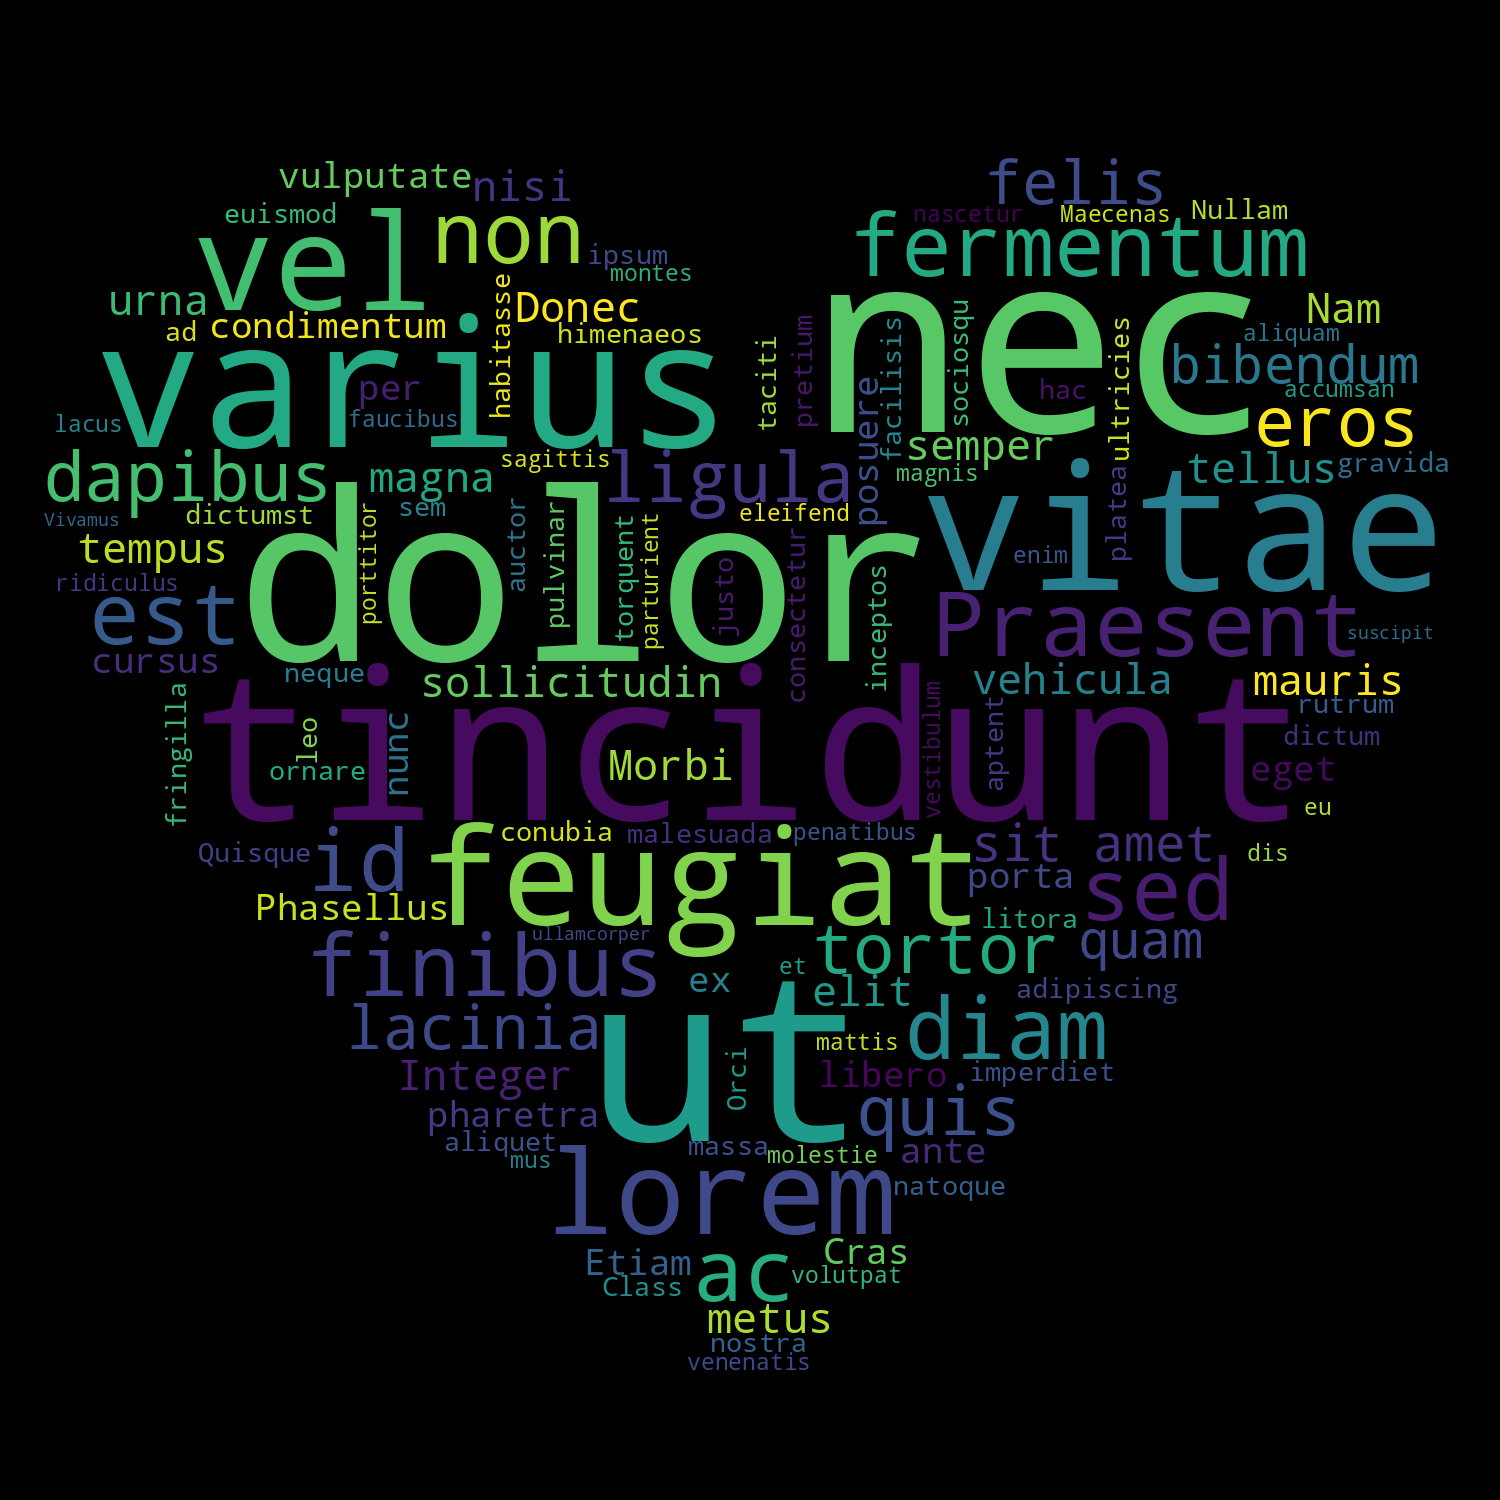 vulputate
nisi
felis
euismod
vel
non
ipsum
montes
nascetur
Maecenas
Nullam
fermentum
urna
ad
condimentum
habitasse
Donec
himenaeos
nec
Nam
varius
per
faucibus
lacus
taciti
pretium
posuere
facilisis
sociosqu
hac
ultricies
aliquam
bibendum
accumsan
eros
semper
magnis
dapibus
magna
sagittis
ligula
vitae
platea
tellus
gravida
Vivamus
dictumst
sem
eleifend
tempus
dolor
porttitor
auctor
pulvinar
torquent
parturient
justo
consectetur
inceptos
enim
ridiculus
est
Praesent
suscipit
cursus
neque
sollicitudin
vehicula
mauris
rutrum
fringilla
leo
ornare
nunc
tincidunt
Morbi
vestibulum
aptent
dictum
eget
eu
Quisque
id
conubia
malesuada
penatibus
feugiat
sit amet
dis
porta
sed
Phasellus
litora
ullamcorper
finibus
ex
et
tortor
quam
elit
adipiscing
lacinia
ut
Orci
mattis
diam
Integer
libero
imperdiet
pharetra
quis
aliquet
mus
massa
molestie
ante
lorem
natoque
Etiam
Class
ac
Cras
volutpat
metus
nostra
venenatis